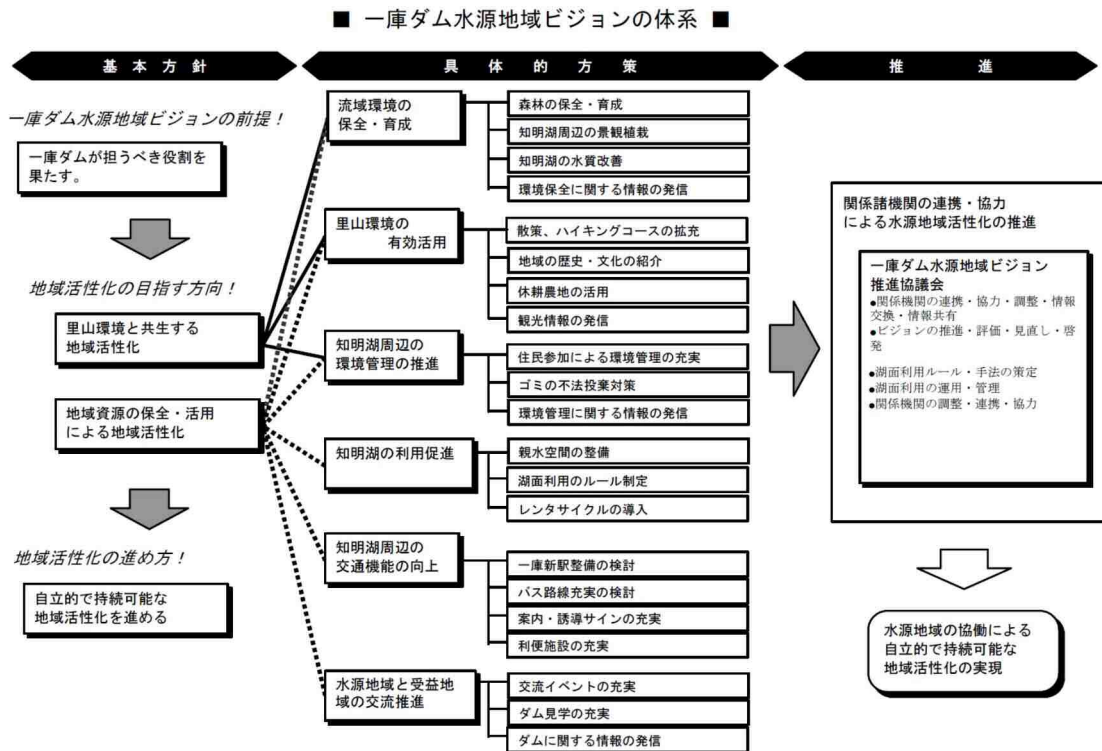 ■ 一庫ダム水源地域ビジョンの体系 ■
基本方針
具体的方策
推進
一庫ダム水源地域ビジョンの前提！
一庫ダムが担うべき役割を
果たす。
地域活性化の目指す方向！
里山環境と共生する
地域活性化
地域資源の保全・活用
による地域活性化
地域活性化の進め方！
自立的で持続可能な
地域活性化を進める
流域環境の
保全・育成
森林の保全・育成
知明湖周辺の景観植栽
知明湖の水質改善
環境保全に関する情報の発信
里山環境の
有効活用
散策、ハイキングコースの拡充
地域の歴史・文化の紹介
休耕農地の活用
観光情報の発信
知明湖周辺の
環境管理の推進
住民参加による環境管理の充実
ゴミの不法投棄対策
環境管理に関する情報の発信
知明湖の利用促進
親水空間の整備
湖面利用のルール制定
レンタサイクルの導入
知明湖周辺の
交通機能の向上
一庫新駅整備の検討
バス路線充実の検討
案内・誘導サインの充実
利便施設の充実
水源地域と受益地
域の交流推進
交流イベントの充実
ダム見学の充実
ダムに関する情報の発信
関係諸機関の連携・協力
による水源地域活性化の推進
一庫ダム水源地域ビジョン
推進協議会
●関係機関の連携・協力・調整・情報
交換・情報共有
●ビジョンの推進・評価・見直し・啓
発
●湖面利用ルール・手法の策定
●湖面利用の運用・管理
●関係機関の調整・連携・協力
水源地域の協働による
自立的で持続可能な
地域活性化の実現